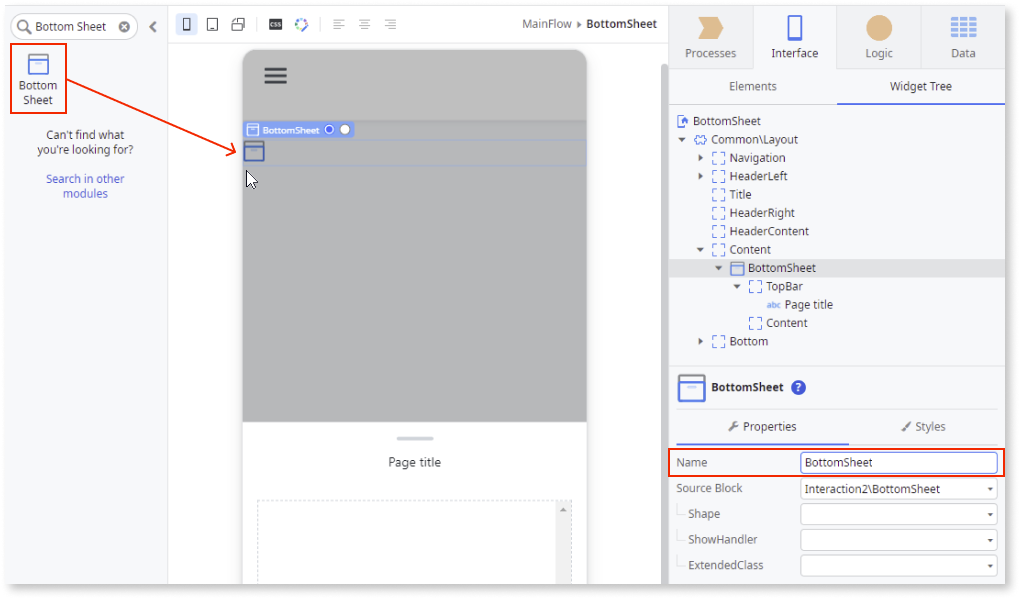 Bottom Sheet
Bottom
Sheet
Can't find what
you're looking for?
Search in other
modules
CSS
MainFlow ▸ BottomSheet
BottomSheet
Page title
Processes
Interface
Logic
Data
Elements
Widget Tree
BottomSheet
Common\Layout
Navigation
HeaderLeft
Title
HeaderRight
HeaderContent
Content
BottomSheet
TopBar
abc Page title
Content
Bottom
BottomSheet ?
Properties
Styles
Name BottomSheet
Source Block Interaction2\BottomSheet
Shape
ShowHandler
ExtendedClass